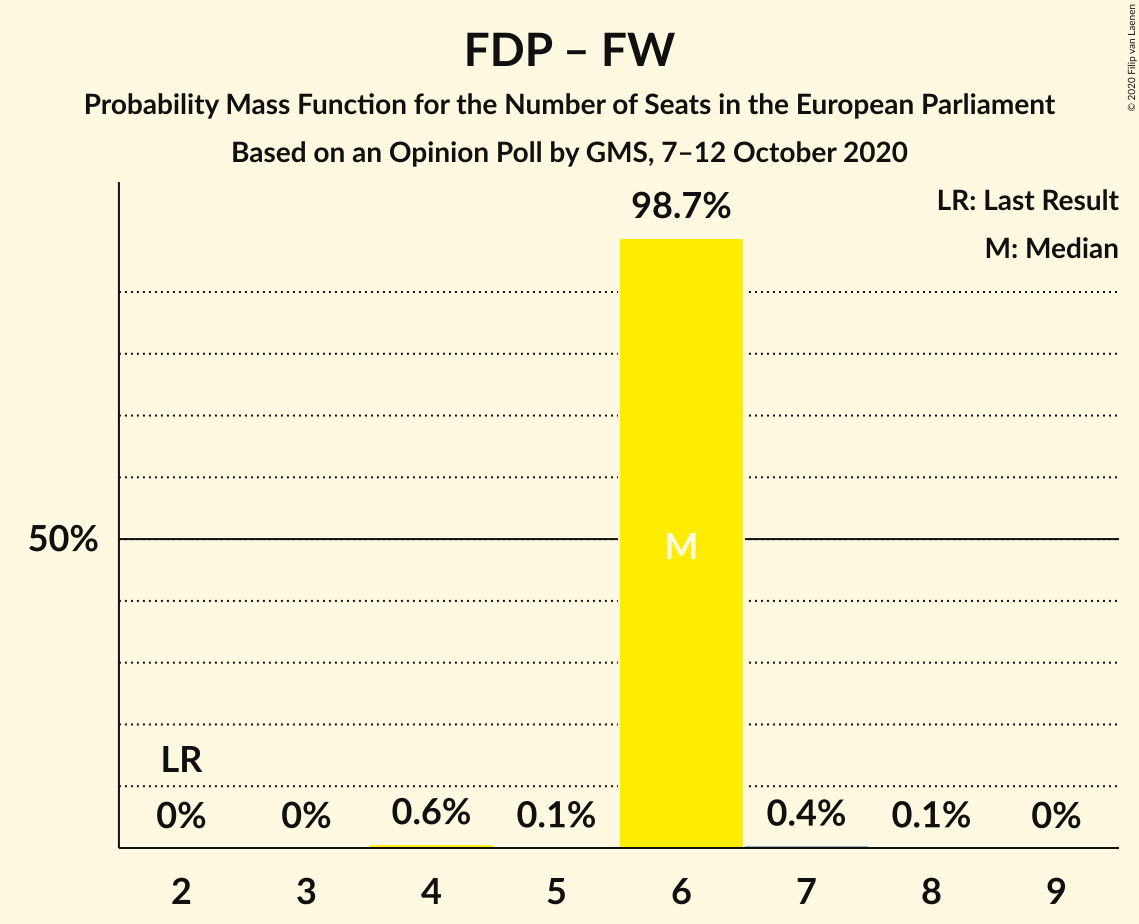 FDP – FW
Probability Mass Function for the Number of Seats in the European Parliament
Based on an Opinion Poll by GMS, 7–12 October 2020
© 2020 Filip van Laenen
LR: Last Result
M: Median
98.7%
50%
M
LR
0% 0% 0.6% 0.1% 0.4% 0.1% 0%
2 3 4 5 6 7 8 9